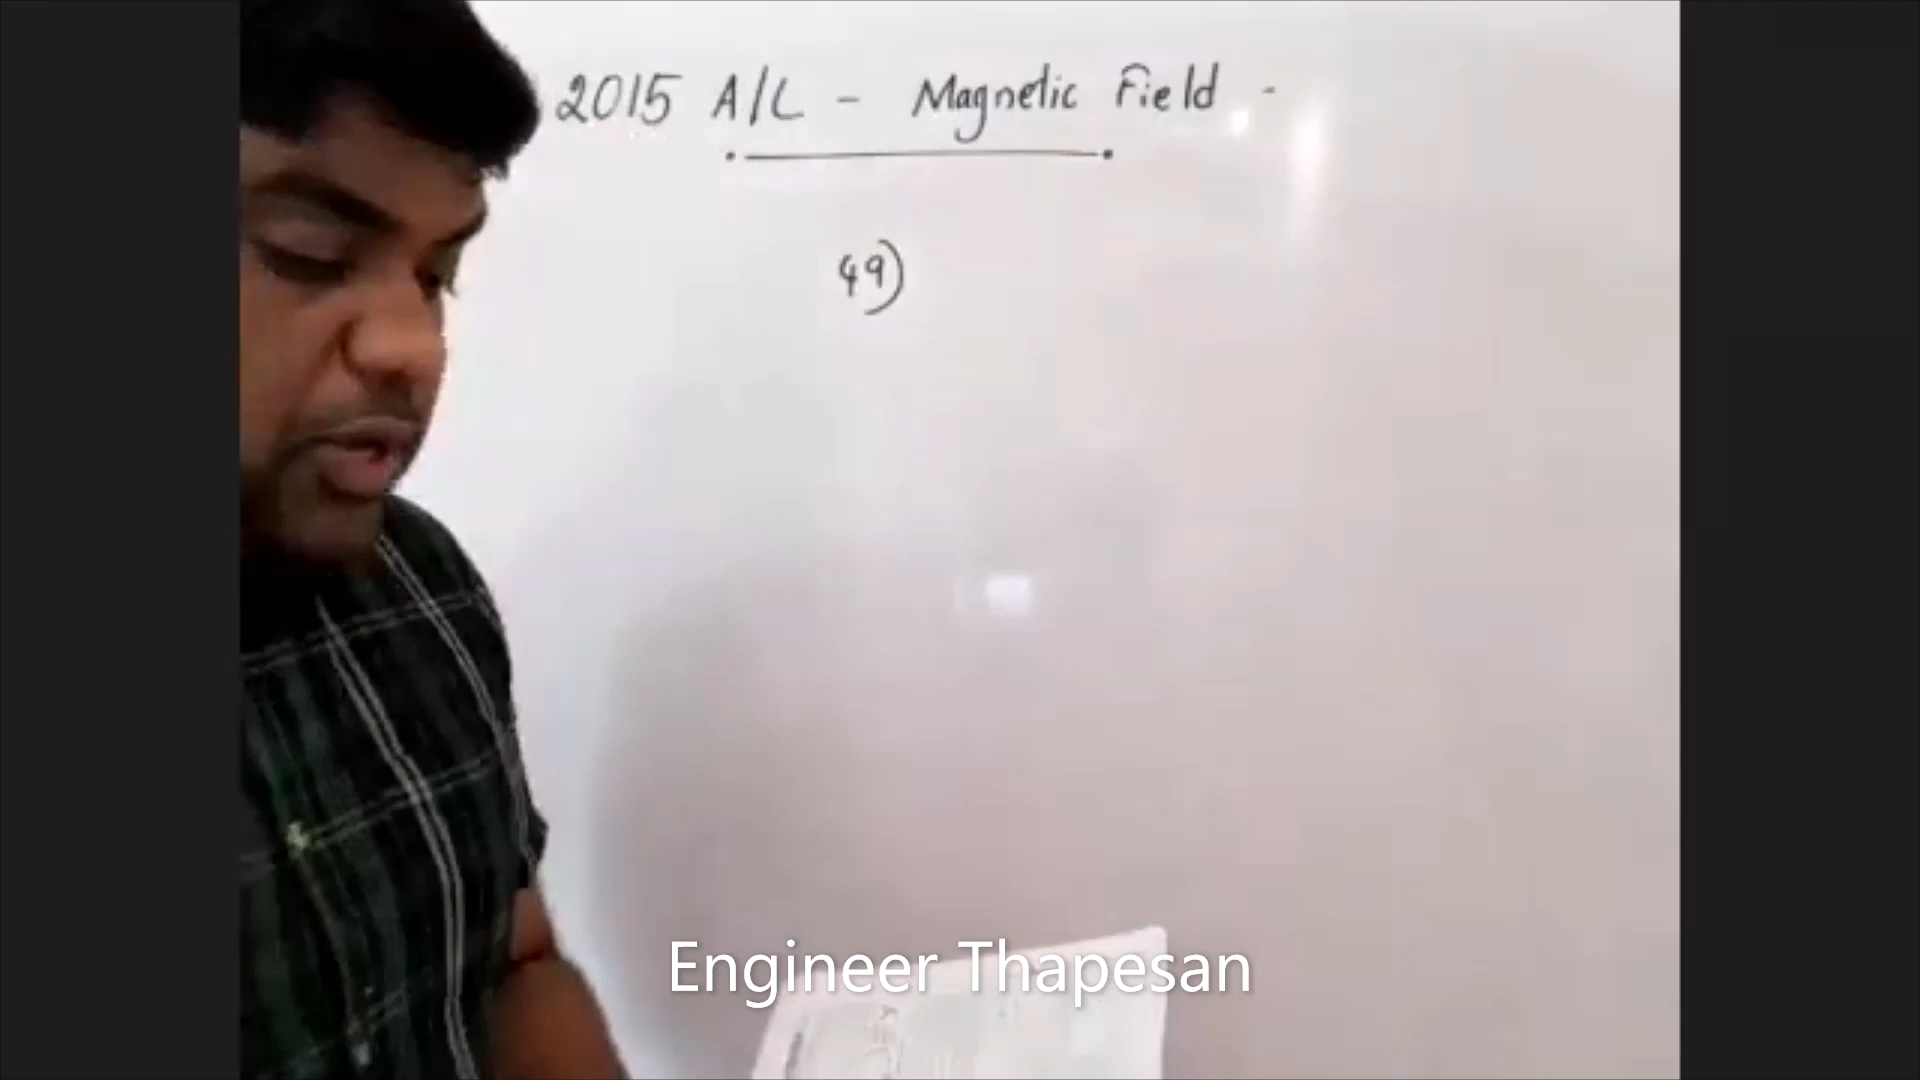 2015 A/L - Magnetic Field -
49)
Engineer Thapesan